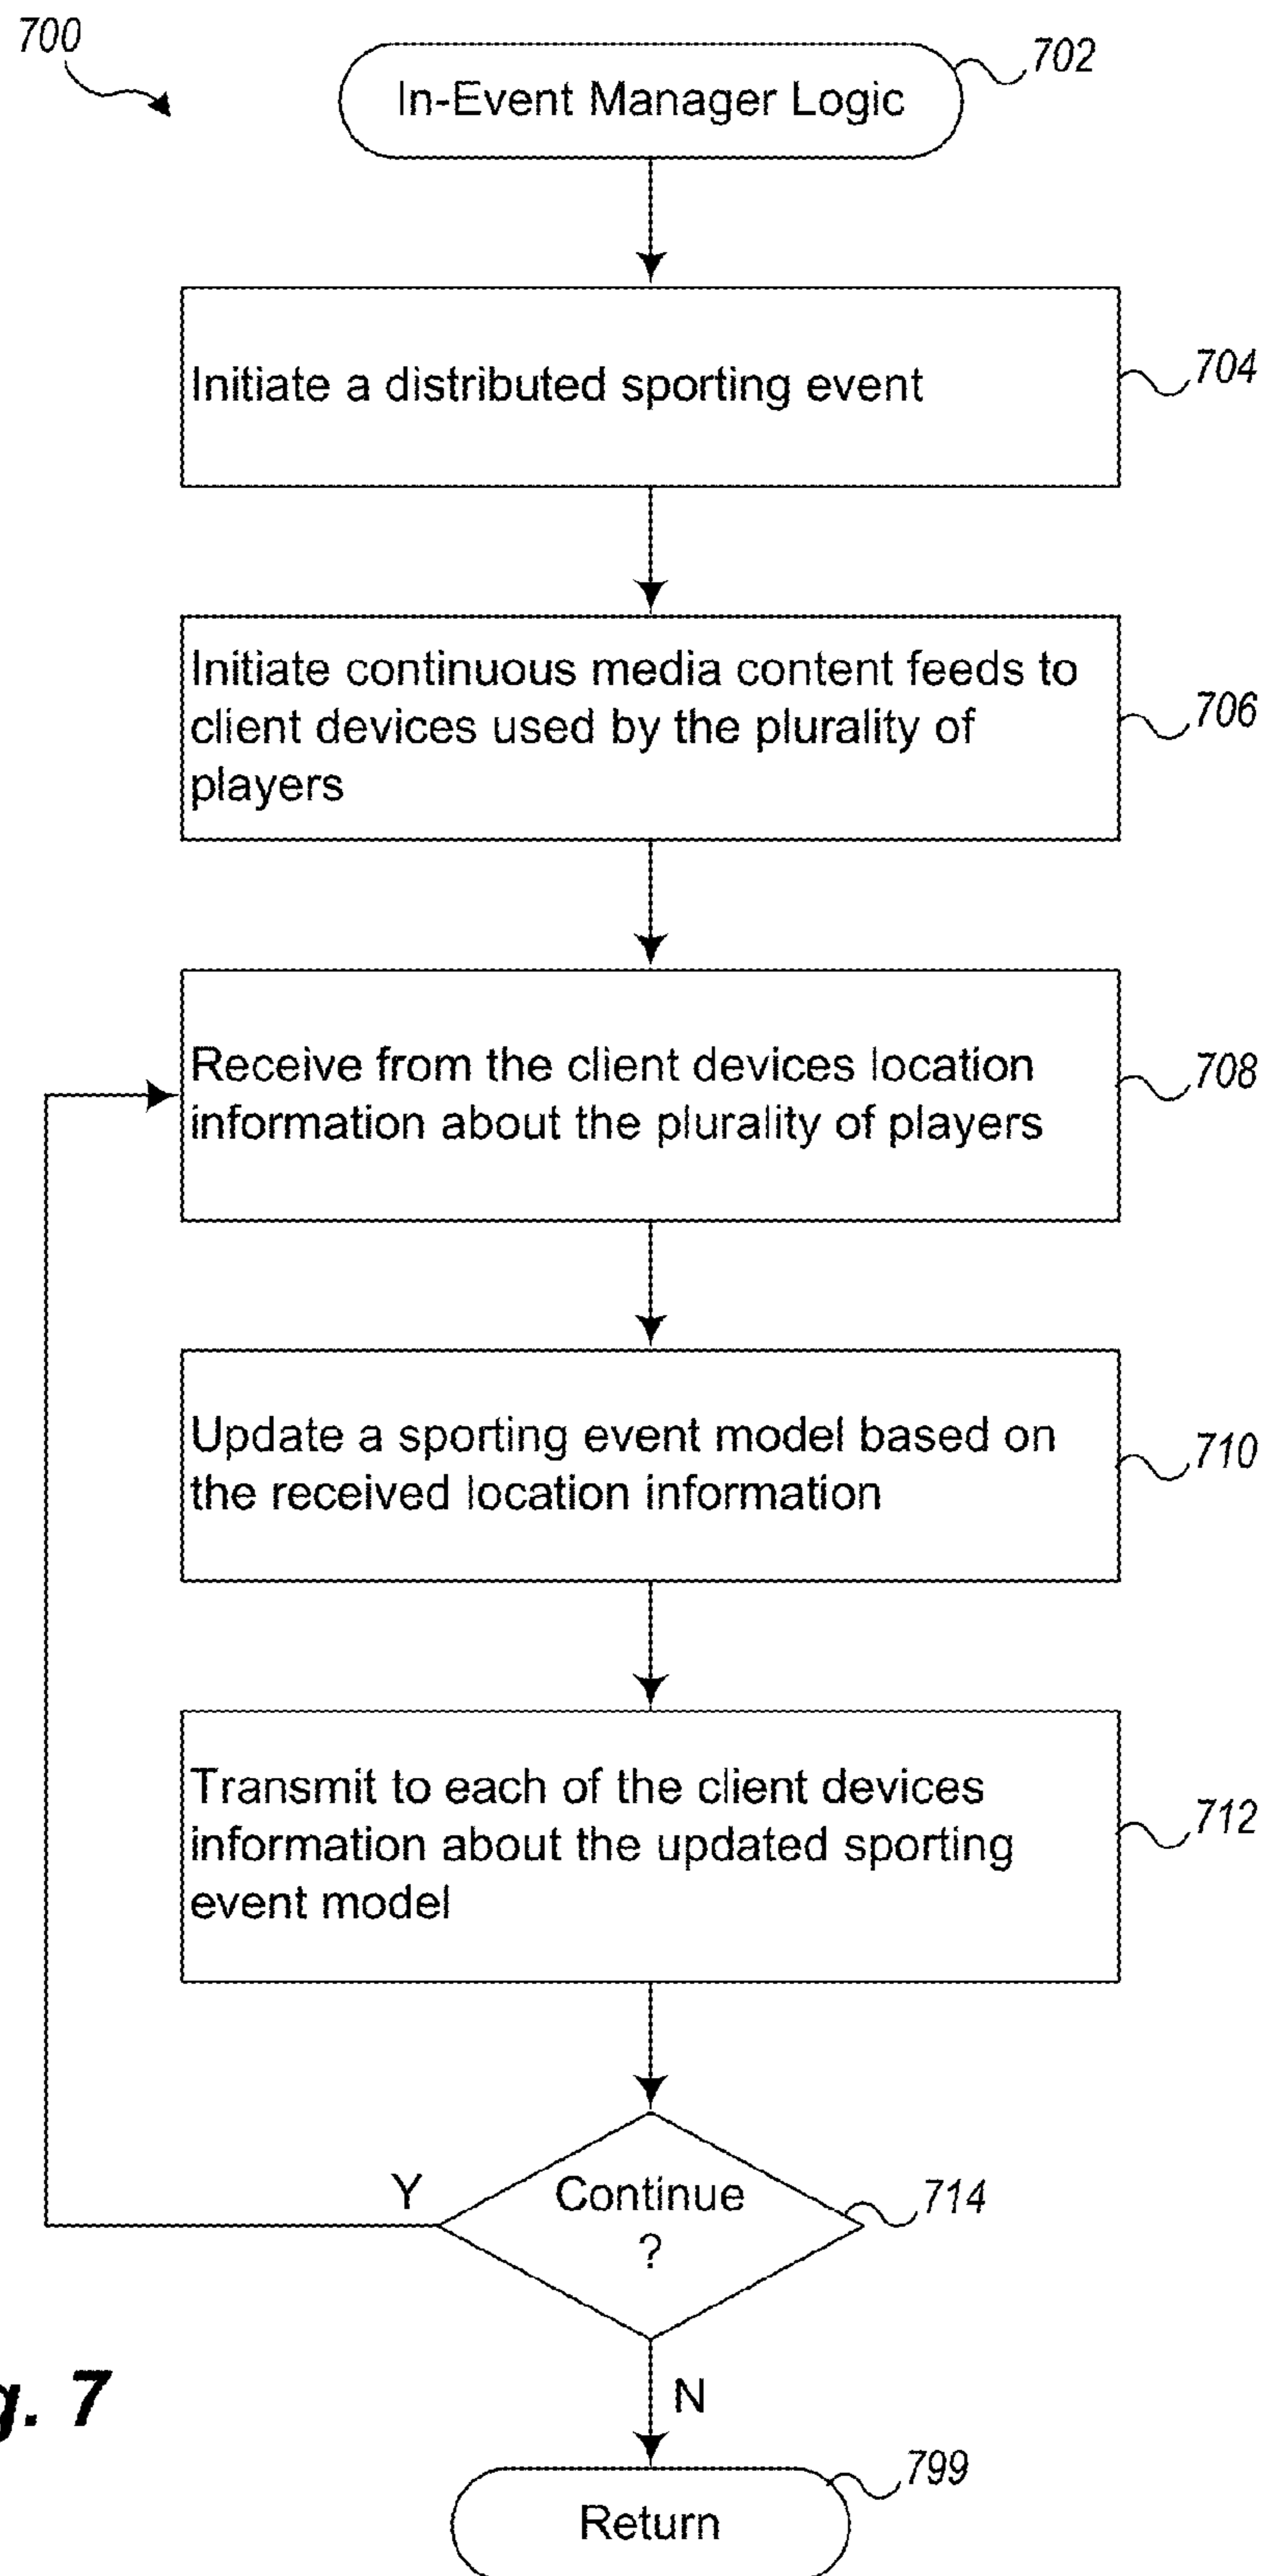 700
In-Event Manager Logic
702
Initiate a distributed sporting event
704
Initiate continuous media content feeds to
client devices used by the plurality of
players
706
Receive from the client devices location
information about the plurality of players
708
Update a sporting event model based on
the received location information
710
Transmit to each of the client devices
information about the updated sporting
event model
712
Continue
?
714
Y
N
g. 7
Return
799